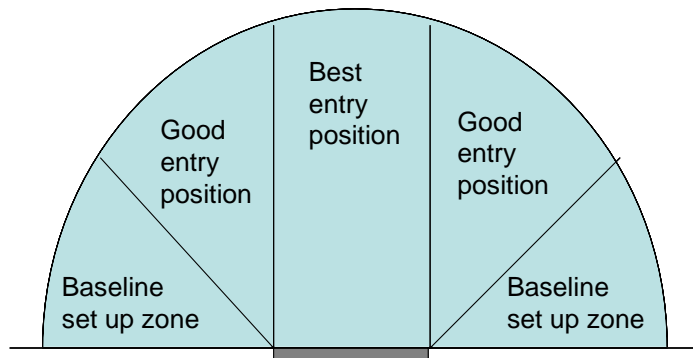 Best
entry
position
Good
entry
position
Good
entry
position
Baseline
set up zone
Baseline
set up zone